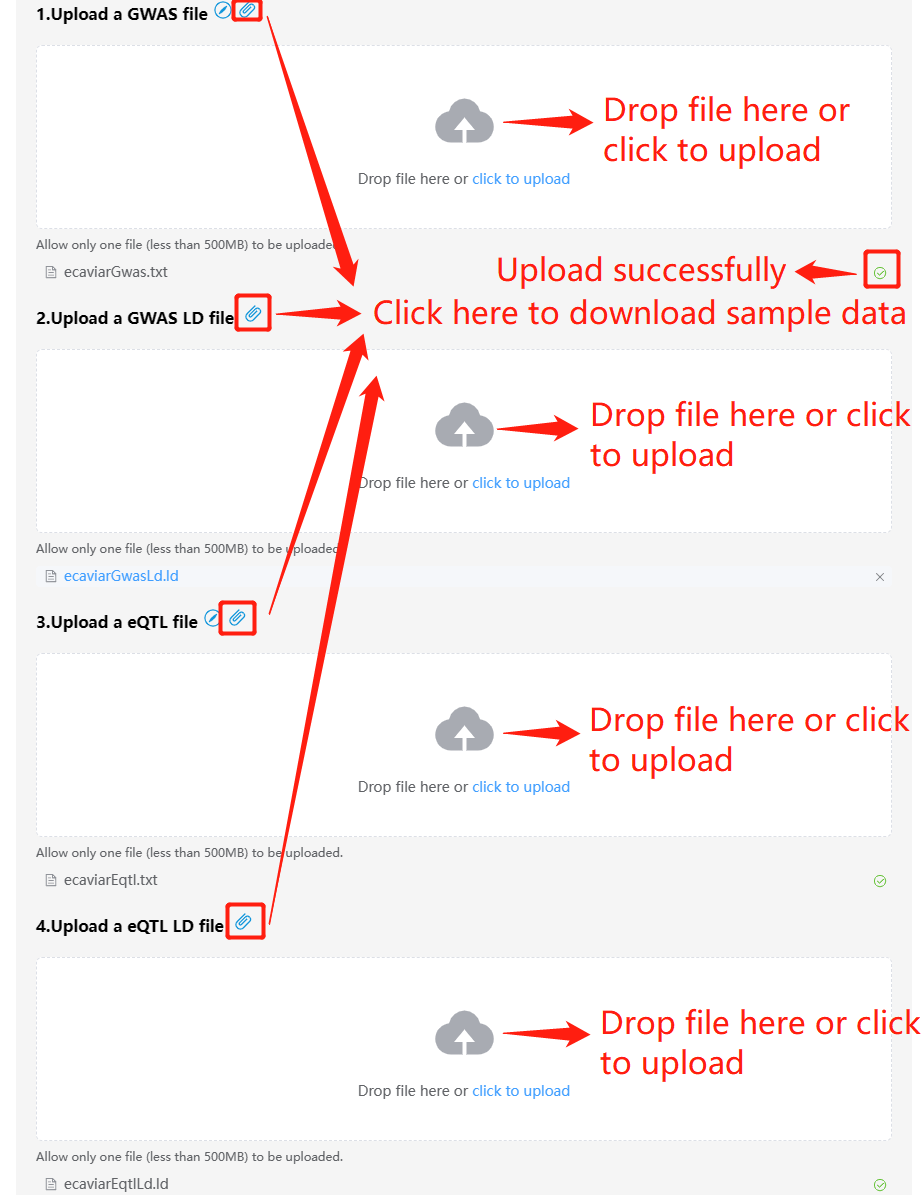 1.Upload a GWAS file
Drop file here or
click to upload
Drop file here or click to upload
Allow only one file (less than 500MB) to be uploaded
ecaviarGwas.txt
Upload successfully
2.Upload a GWAS LD file
Click here to download sample data
Drop file here or click
to upload
Drop file here or click to upload
Allow only one file (less than 500MB) to be uploaded
ecaviarGwasLd.ld
3.Upload a eQTL file
Drop file here or click
to upload
Drop file here or click to upload
Allow only one file (less than 500MB) to be uploaded.
ecaviarEqtl.txt
4.Upload a eQTL LD file
Drop file here or click
to upload
Drop file here or click to upload
Allow only one file (less than 500MB) to be uploaded.
ecaviarEqtlLd.ld